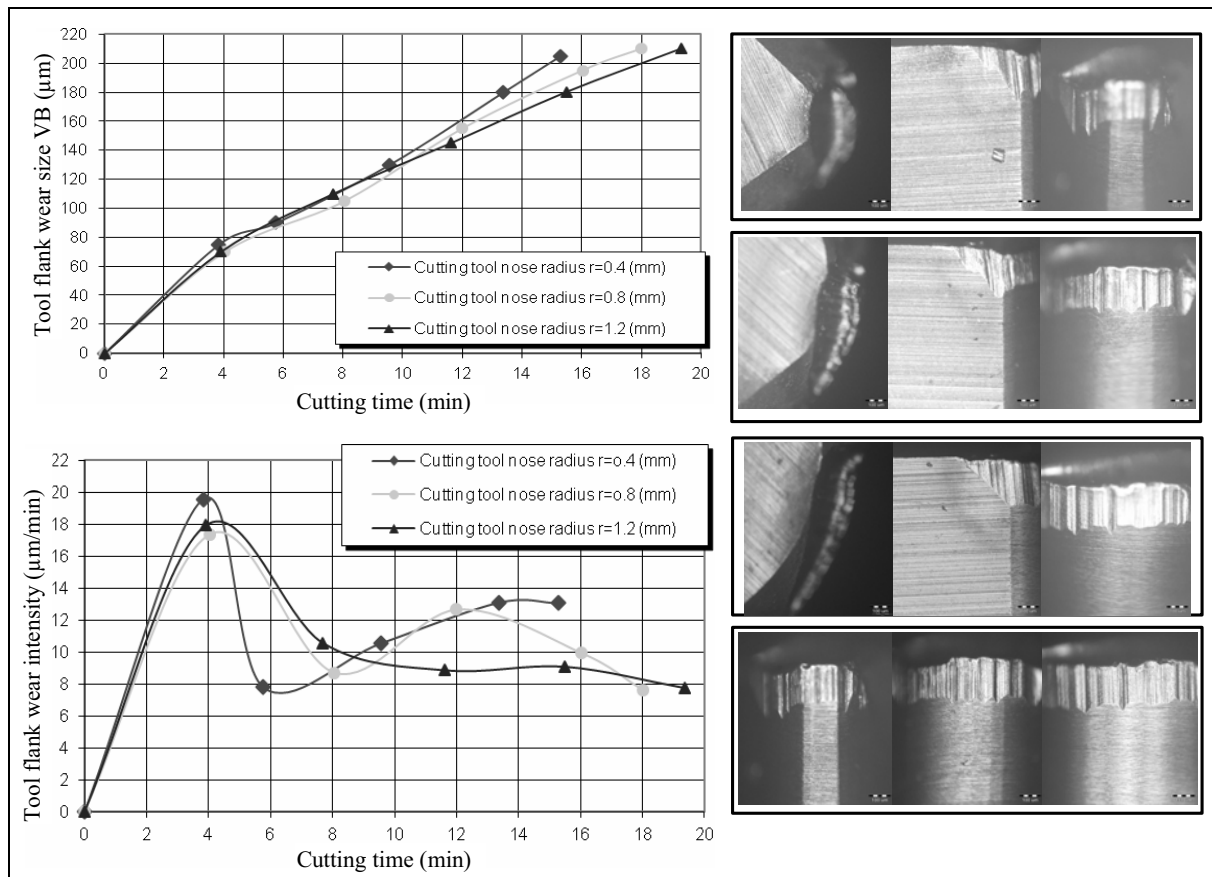 Tool flank wear size VB (µm)
220
200
180
160
140
120
100
80
60
40
20
0
Cutting tool nose radius r=0.4 (mm)
Cutting tool nose radius r=0.8 (mm)
Cutting tool nose radius r=1.2 (mm)
0 2 4 6 8 10 12 14 16 18 20
Cutting time (min)
Tool flank wear intensity (µm/min)
22
20
18
16
14
12
10
8
6
4
2
0
Cutting tool nose radius r=o.4 (mm)
Cutting tool nose radius r=o.8 (mm)
Cutting tool nose radius r=1.2 (mm)
0 2 4 6 8 10 12 14 16 18 20
Cutting time (min)